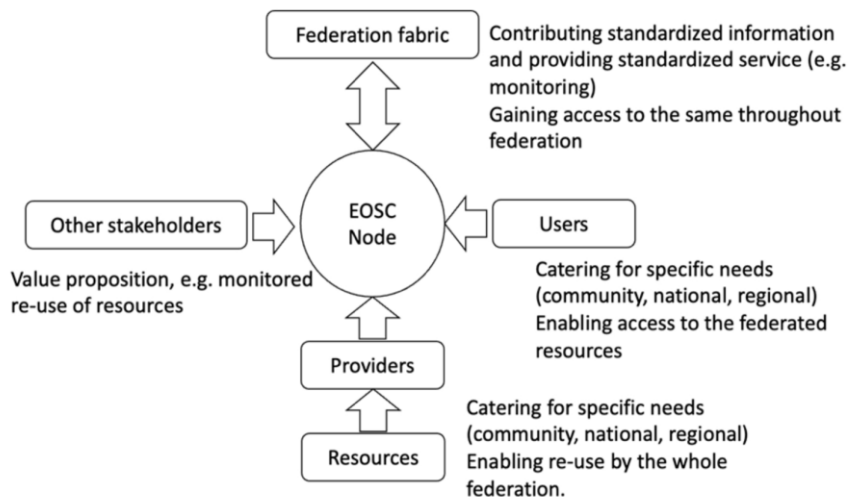 Federation fabric
Contributing standardized information
and providing standardized service (e.g.
monitoring)
Gaining access to the same throughout
federation
Other stakeholders
EOSC
Node
Users
Value proposition, e.g. monitored
re-use of resources
Catering for specific needs
(community, national, regional)
Enabling access to the federated
resources
Providers
Resources
Catering for specific needs
(community, national, regional)
Enabling re-use by the whole
federation.